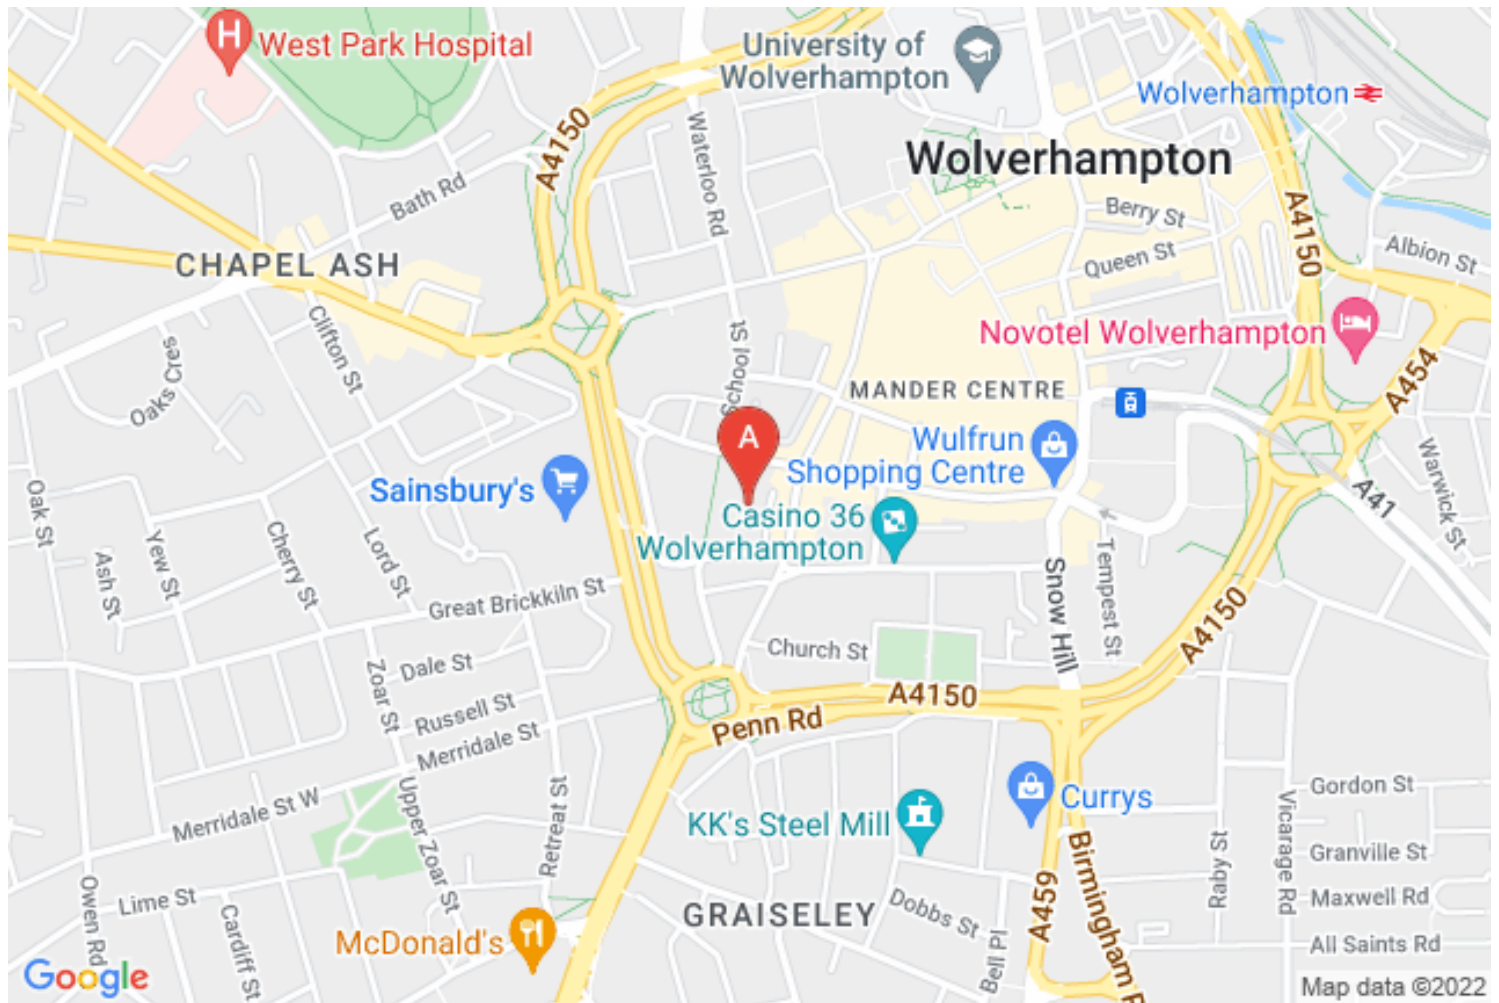 H
West Park Hospital
University of
Wolverhampton
Wolverhampton
Wolverhampton
A4150
Waterloo Rd
Bath Rd
Berry St
A4150
Queen St
Albion St
CHAPEL ASH
Clifton St
School St
Novotel Wolverhampton
Oaks Cres
MANDER CENTRE
A454
A
Wulfrun
Shopping Centre
Sainsbury's
Warwick St
A41
Oak St
Casino 36
Wolverhampton
Yew St
Cherry St
Lord St
Ash St
Tempest St
Snow Hill
Great Brickkiln St
A4150
Church St
Dale St
Zoar St
A4150
Russell St
Penn Rd
Merridale St
Gordon St
Currys
Merridale St W
Upper Zoar St
Retreat St
KK's Steel Mill
Vicarage Rd
Raby St
Granville St
Birmingham R
Owen Rd
Lime St
Cardiff St
Maxwell Rd
GRAISELEY
Dobbs St
A459
McDonald's
Bell Pl
All Saints Rd
Google
Map data ©2022